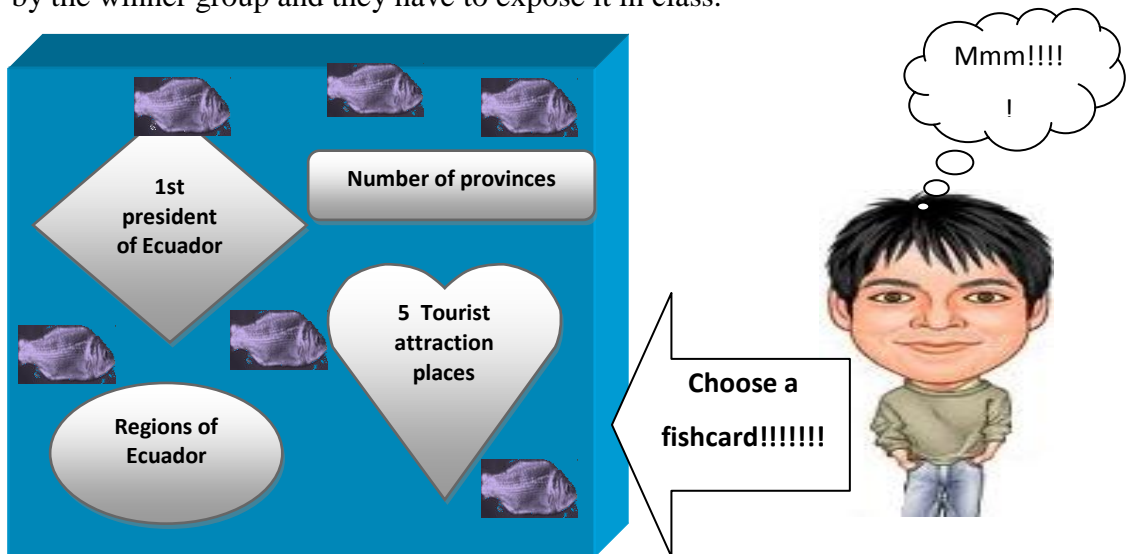 by the winner group and they have to expose it in class.
Mmm!!!!
!
1st
president
of Ecuador
Number of provinces
5 Tourist
attraction
places
Choose a
fishcard!!!!!!!
Regions of
Ecuador